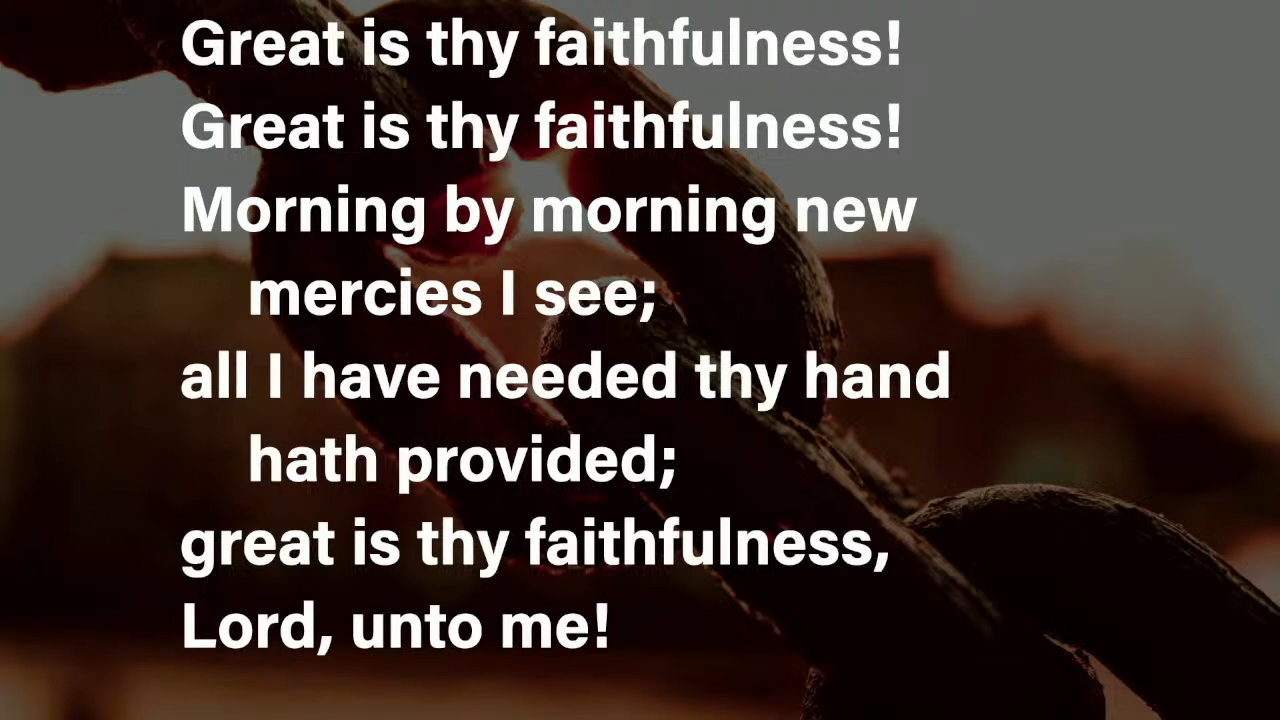 Great is thy faithfulness!
Great is thy faithfulness!
Morning by morning new
mercies I see;
all I have needed thy hand
hath provided;
great is thy faithfulness,
Lord, unto me!